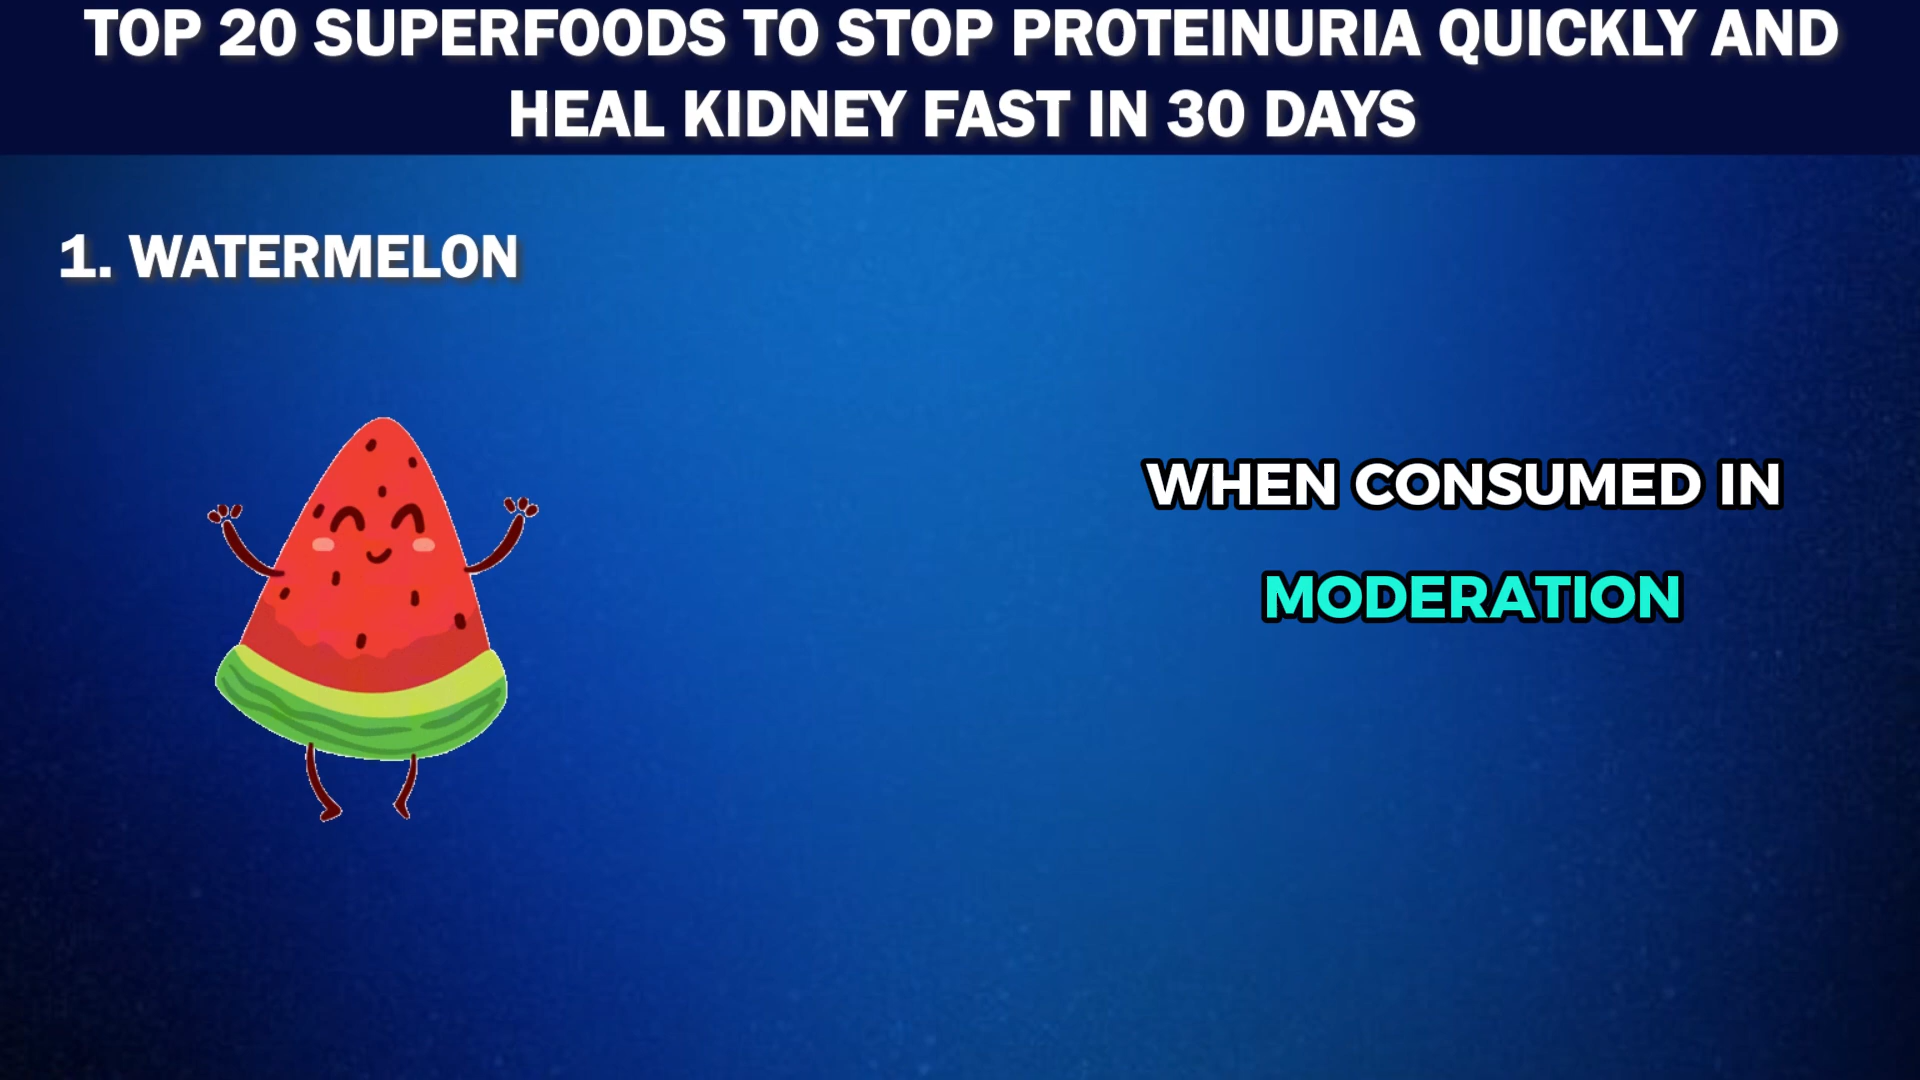 TOP 20 SUPERFOODS TO STOP PROTEINURIA QUICKLY AND
HEAL KIDNEY FAST IN 30 DAYS
1. WATERMELON
WHEN CONSUMED IN
MODERATION